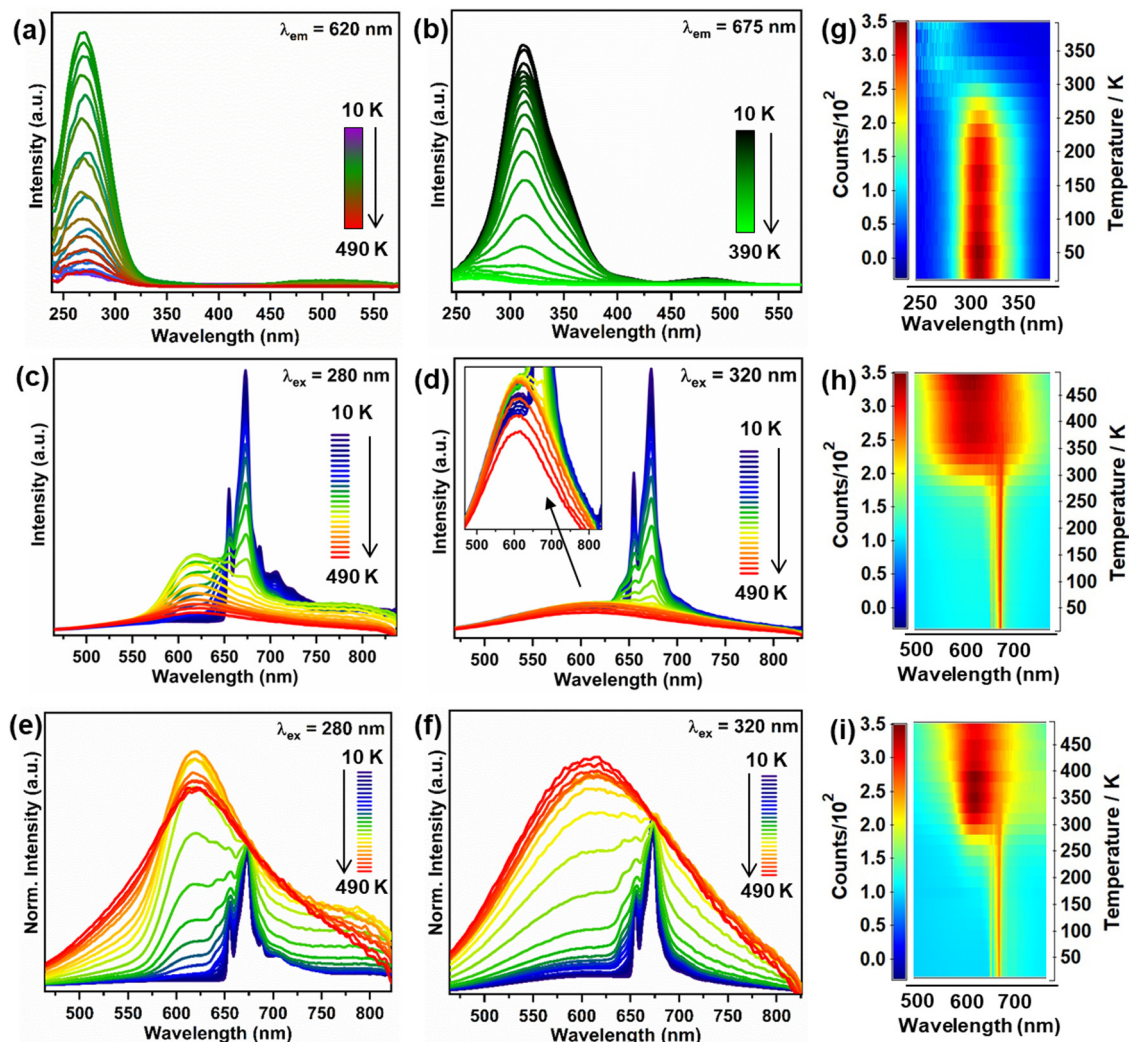 (a)
λem = 620 nm
10 K
490 K
Intensity (a.u.)
250 300 350 400 450 500 550
Wavelength (nm)
(b)
λem = 675 nm
10 K
390 K
Intensity (a.u.)
250 300 350 400 450 500 550
Wavelength (nm)
(g)
3.5
3.0
2.5
2.0
1.5
1.0
0.5
0.0
Counts/10²
350
300
250
200
150
100
50
Temperature / K
250 300 350
Wavelength (nm)
(c)
λex = 280 nm
10 K
490 K
Intensity (a.u.)
500 550 600 650 700 750 800
Wavelength (nm)
(d)
λex = 320 nm
10 K
490 K
500 600 700 800
Intensity (a.u.)
500 550 600 650 700 750 800
Wavelength (nm)
(h)
3.5
3.0
2.5
2.0
1.5
1.0
0.5
0.0
Counts/10²
450
400
350
300
250
200
150
100
50
Temperature / K
500 600 700
Wavelength (nm)
(e)
λex = 280 nm
10 K
490 K
Norm. Intensity (a.u.)
500 550 600 650 700 750 800
Wavelength (nm)
(f)
λex = 320 nm
10 K
490 K
Norm. Intensity (a.u.)
500 550 600 650 700 750 800
Wavelength (nm)
(i)
3.5
3.0
2.5
2.0
1.5
1.0
0.5
0.0
Counts/10²
450
400
350
300
250
200
150
100
50
Temperature / K
500 600 700
Wavelength (nm)